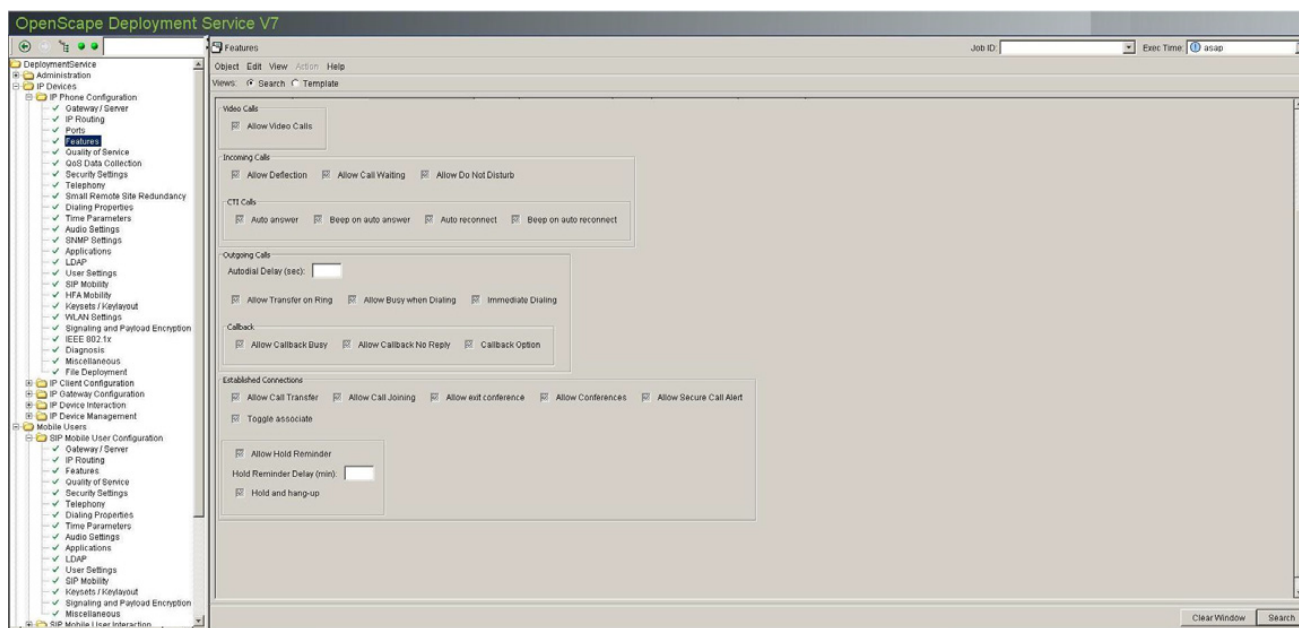 OpenScape Deployment Service V7
Features
Job ID:
Exec Time: asap
Object Edit View Action Help
Views: Search Template
DeploymentService
Administration
IP Devices
IP Phone Configuration
Gateway / Server
IP Routing
Ports
Features
Quality of Service
QoS Data Collection
Security Settings
Telephony
Small Remote Site Redundancy
Dialing Properties
Time Parameters
Audio Settings
SNMP Settings
Applications
LDAP
User Settings
SIP Mobility
HFA Mobility
Keysets / Keylayout
WLAN Settings
Signaling and Payload Encryption
IEEE 802.1x
Diagnosis
Miscellaneous
File Deployment
IP Client Configuration
IP Gateway Configuration
IP Device Interaction
IP Device Management
Mobile Users
SIP Mobile User Configuration
Gateway / Server
IP Routing
Features
Quality of Service
Security Settings
Telephony
Dialing Properties
Time Parameters
Audio Settings
Applications
LDAP
User Settings
SIP Mobility
Keysets / Keylayout
Signaling and Payload Encryption
Miscellaneous
SIP Mobile User Interaction
Video Calls
Allow Video Calls
Incoming Calls
Allow Deflection Allow Call Waiting Allow Do Not Disturb
CTI Calls
Auto answer Beep on auto answer Auto reconnect Beep on auto reconnect
Outgoing Calls
Autodial Delay (sec):
Allow Transfer on Ring Allow Busy when Dialing Immediate Dialing
Callback
Allow Callback Busy Allow Callback No Reply Callback Option
Established Connections
Allow Call Transfer Allow Call Joining Allow exit conference Allow Conferences Allow Secure Call Alert
Toggle associate
Allow Hold Reminder
Hold Reminder Delay (min):
Hold and hang-up
Clear Window Search